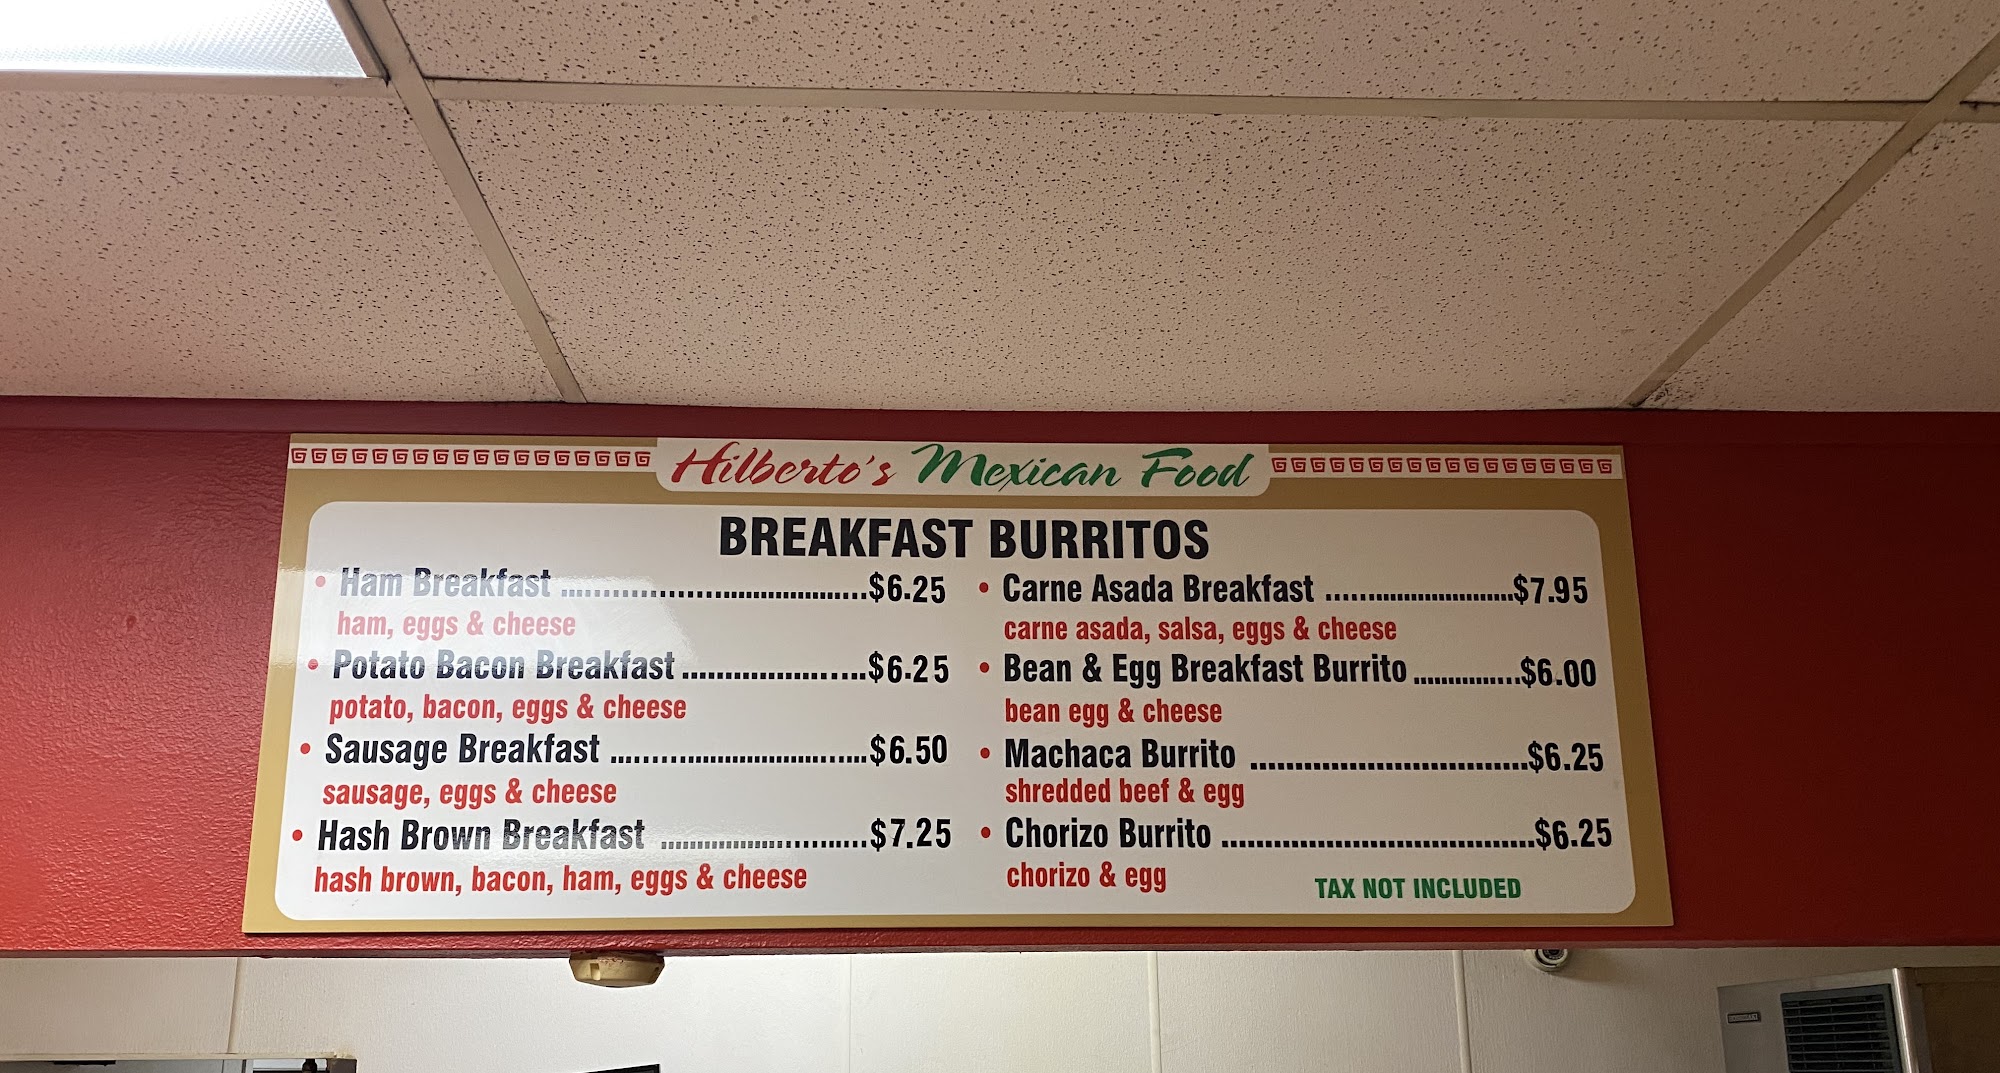 Hilberto's Mexican Food
BREAKFAST BURRITOS
• Ham Breakfast ..................................$6.25
ham, eggs & cheese
• Potato Bacon Breakfast ....................$6.25
potato, bacon, eggs & cheese
• Sausage Breakfast ............................$6.50
sausage, eggs & cheese
• Hash Brown Breakfast .......................$7.25
hash brown, bacon, ham, eggs & cheese
• Carne Asada Breakfast ........................$7.95
carne asada, salsa, eggs & cheese
• Bean & Egg Breakfast Burrito ..............$6.00
bean egg & cheese
• Machaca Burrito ................................$6.25
shredded beef & egg
• Chorizo Burrito ....................................$6.25
chorizo & egg
TAX NOT INCLUDED